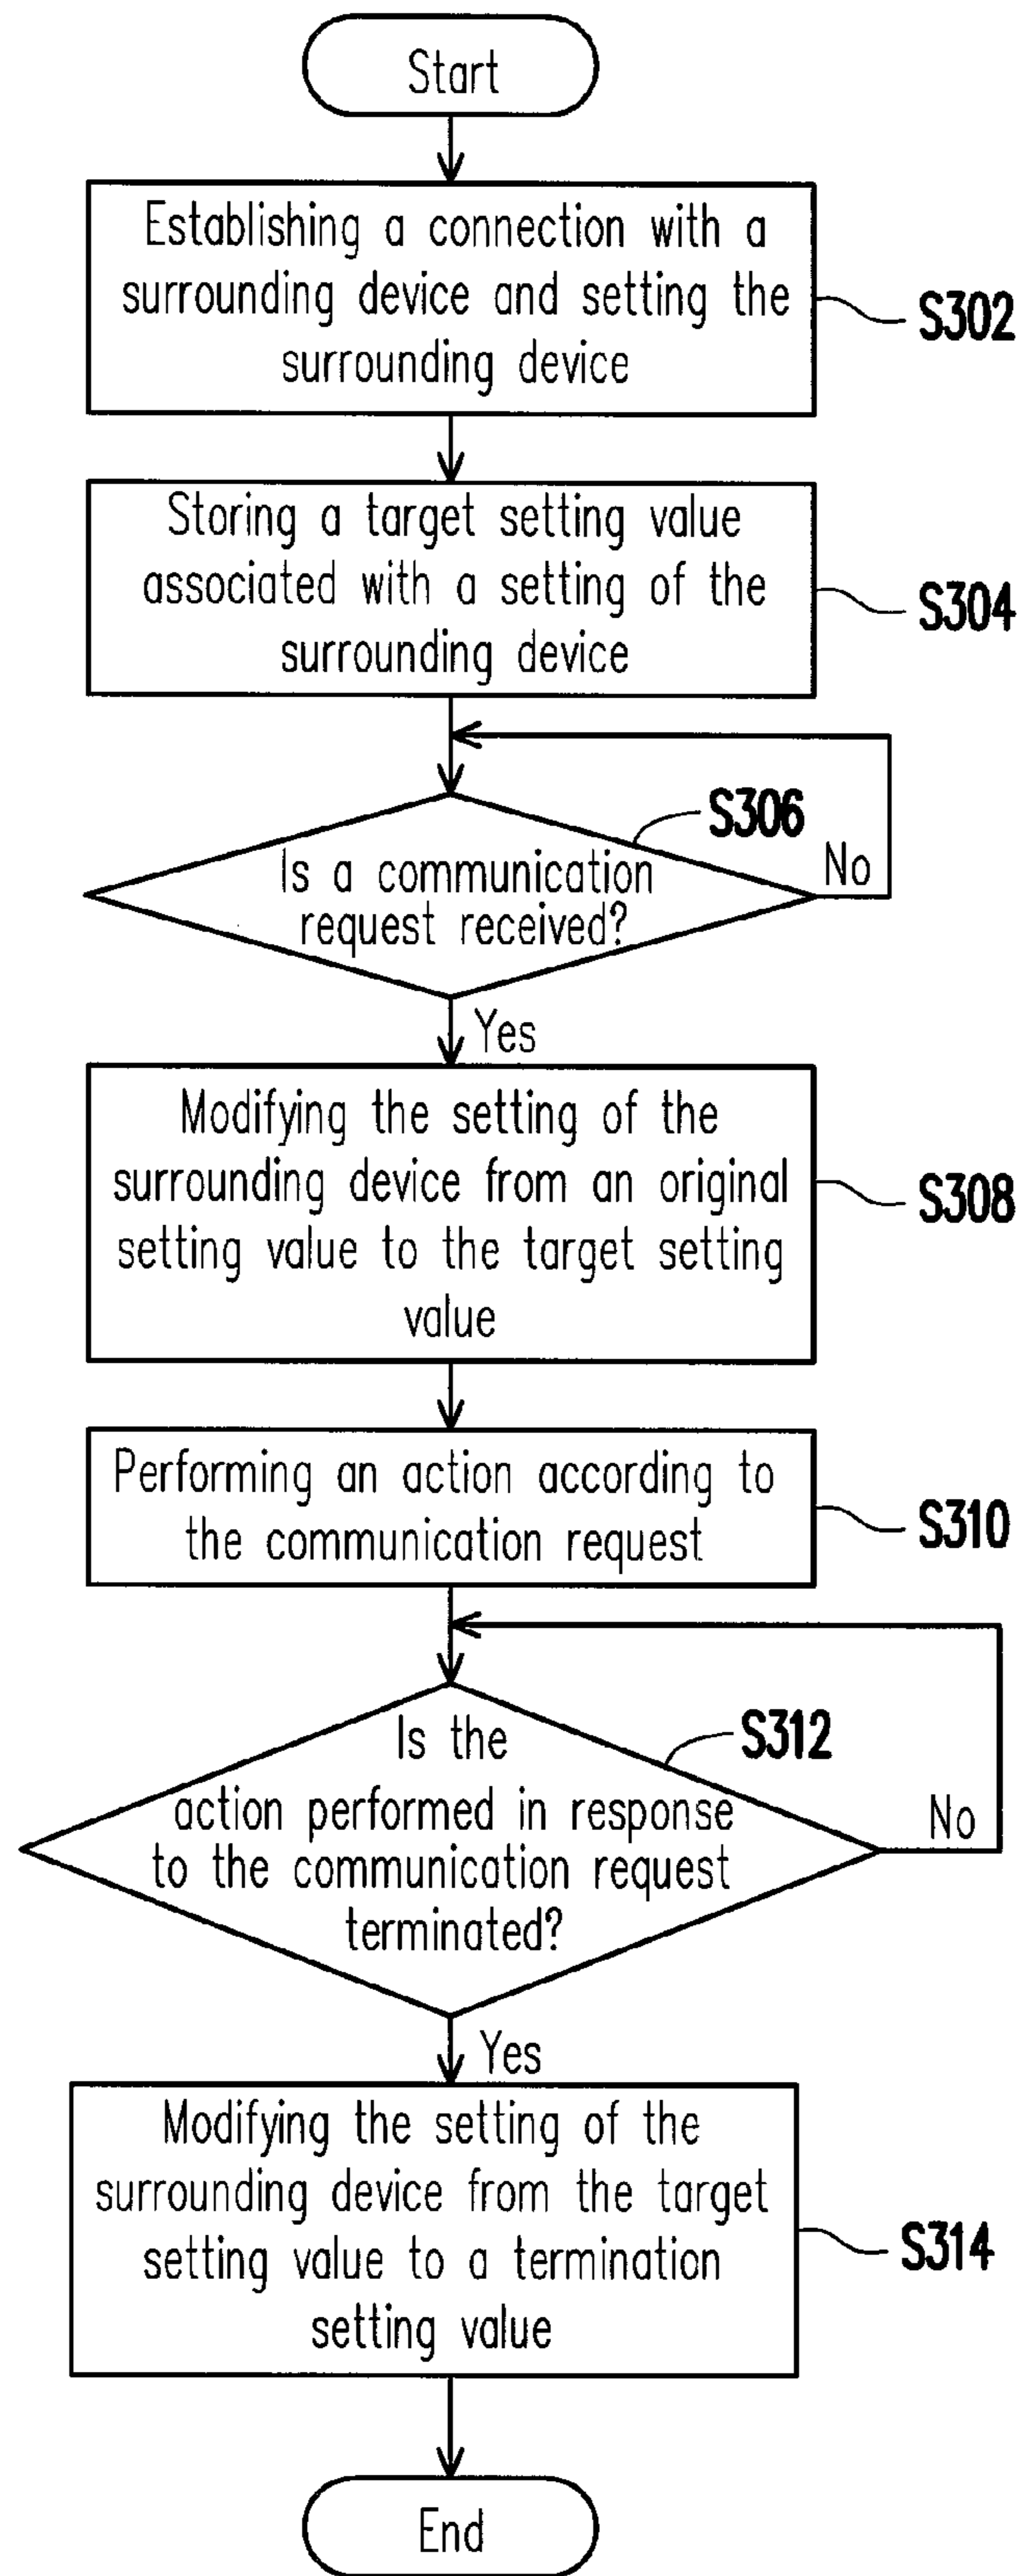 Start
Establishing a connection with a
surrounding device and setting the
surrounding device
S302
Storing a target setting value
associated with a setting of the
surrounding device
S304
S306
Is a communication
request received?
No
Yes
Modifying the setting of the
surrounding device from an original
setting value to the target setting
value
S308
Performing an action according to
the communication request
S310
S312
Is the
action performed in response
to the communication request
terminated?
No
Yes
Modifying the setting of the
surrounding device from the target
setting value to a termination
setting value
S314
End